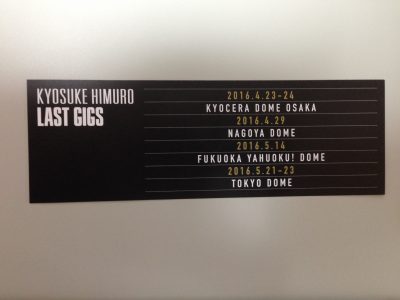 KYOSUKE HIMURO
LAST GIGS
2016.4.23-24
KYOCERA DOME OSAKA
2016.4.29
NAGOYA DOME
2016.5.14
FUKUOKA YAHUOKU! DOME
2016.5.21-23
TOKYO DOME